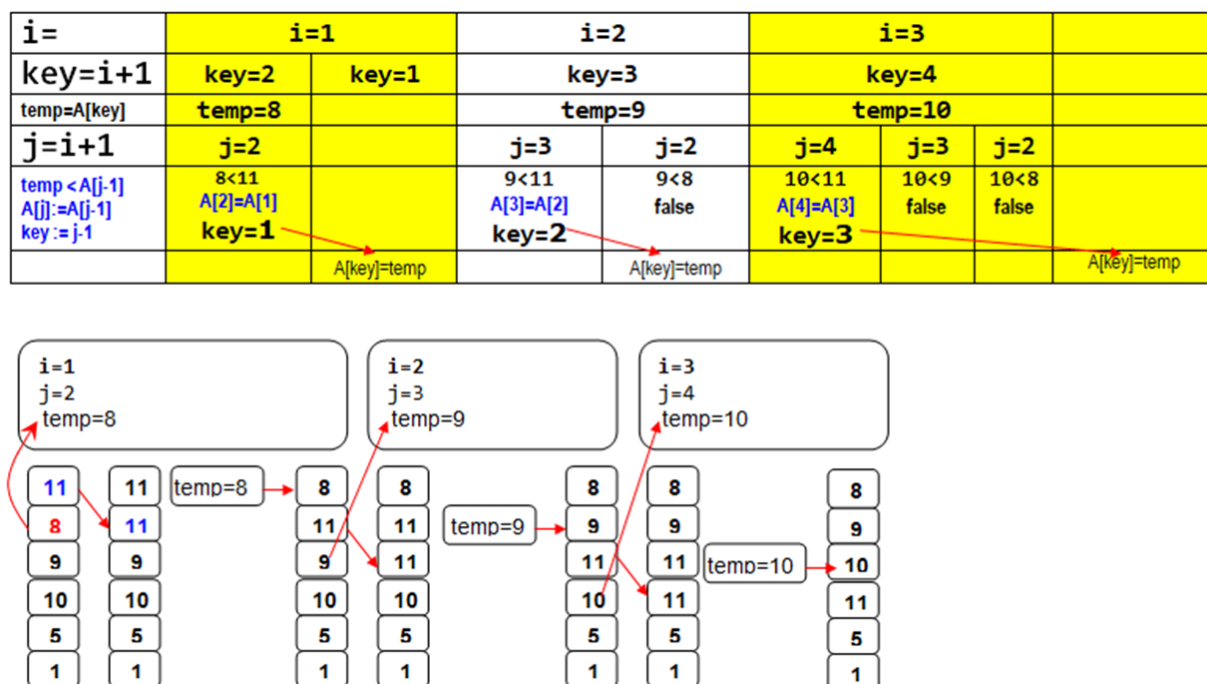 i= i=1 i=2 i=3
key=i+1 key=2 key=1 key=3 key=4
temp=A[key] temp=8 temp=9 temp=10
j=i+1 j=2 j=3 j=2 j=4 j=3 j=2
temp < A[j-1] 8<11 9<11 9<8 10<11 10<9 10<8
A[j]:=A[j-1] A[2]=A[1] A[3]=A[2] false A[4]=A[3] false false
key := j-1 key=1 key=2 key=3
A[key]=temp A[key]=temp A[key]=temp
i=1 i=2 i=3
j=2 j=3 j=4
temp=8 temp=9 temp=10
11 11 temp=8 8 8 8 8 8
8 11 11 11 temp=9 9 9 9
9 9 9 11 11 11 temp=10 10
10 10 10 10 10 11 11
5 5 5 5 5 5 5
1 1 1 1 1 1 1